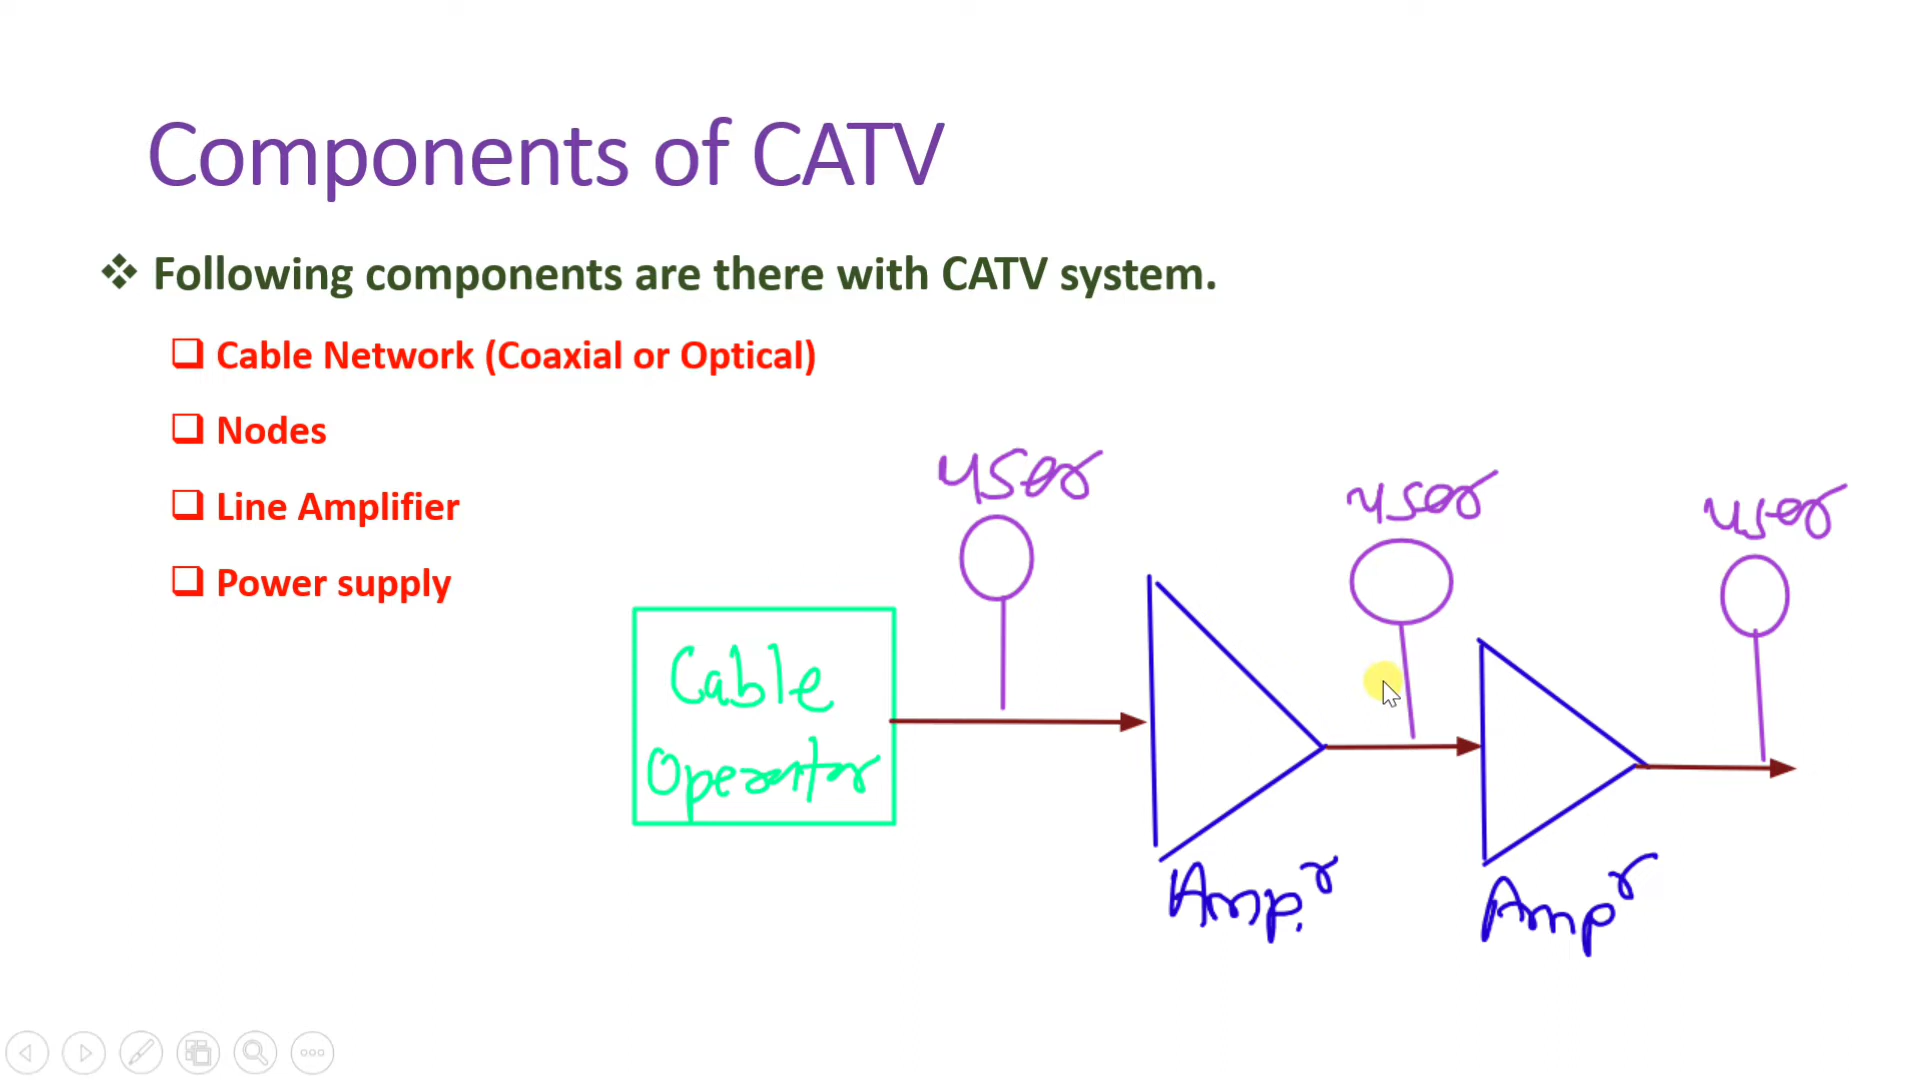 Components of CATV
Following components are there with CATV system.
Cable Network (Coaxial or Optical)
Nodes
Line Amplifier
Power supply
user
user
user
Cable
Operator
Amp.r
Ampr